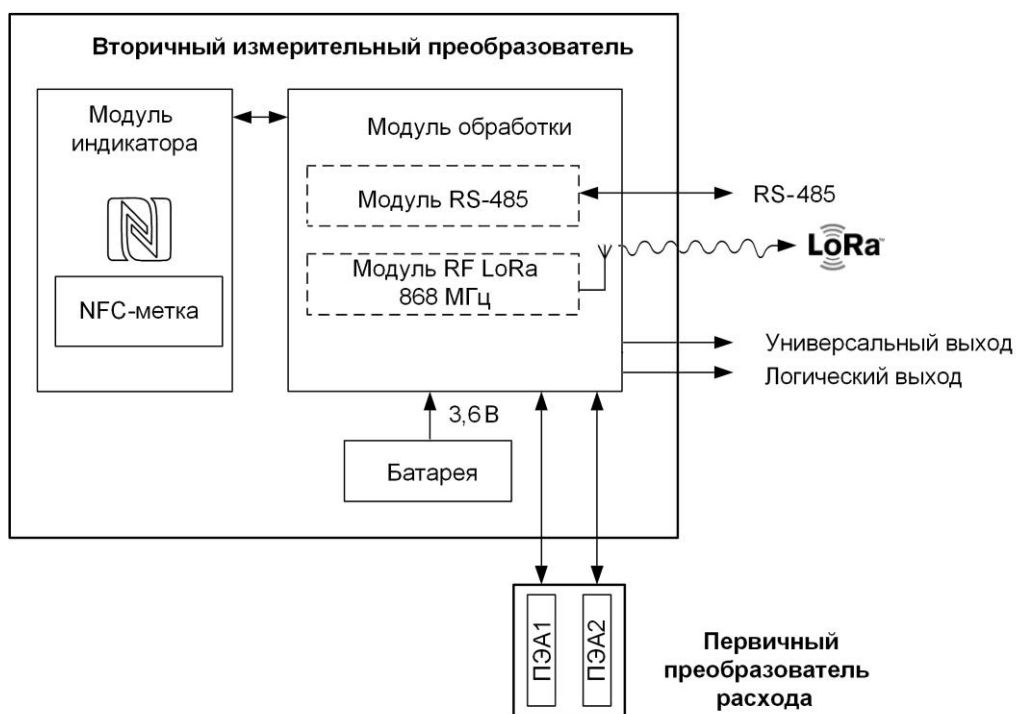 Вторичный измерительный преобразователь
Модуль
индикатора
NFC-метка
Модуль обработки
Модуль RS-485
Модуль RF LoRa
868 МГц
RS-485
LoRa
Универсальный выход
Логический выход
3,6 В
Батарея
ПЭА1
ПЭА2
Первичный
преобразователь
расхода